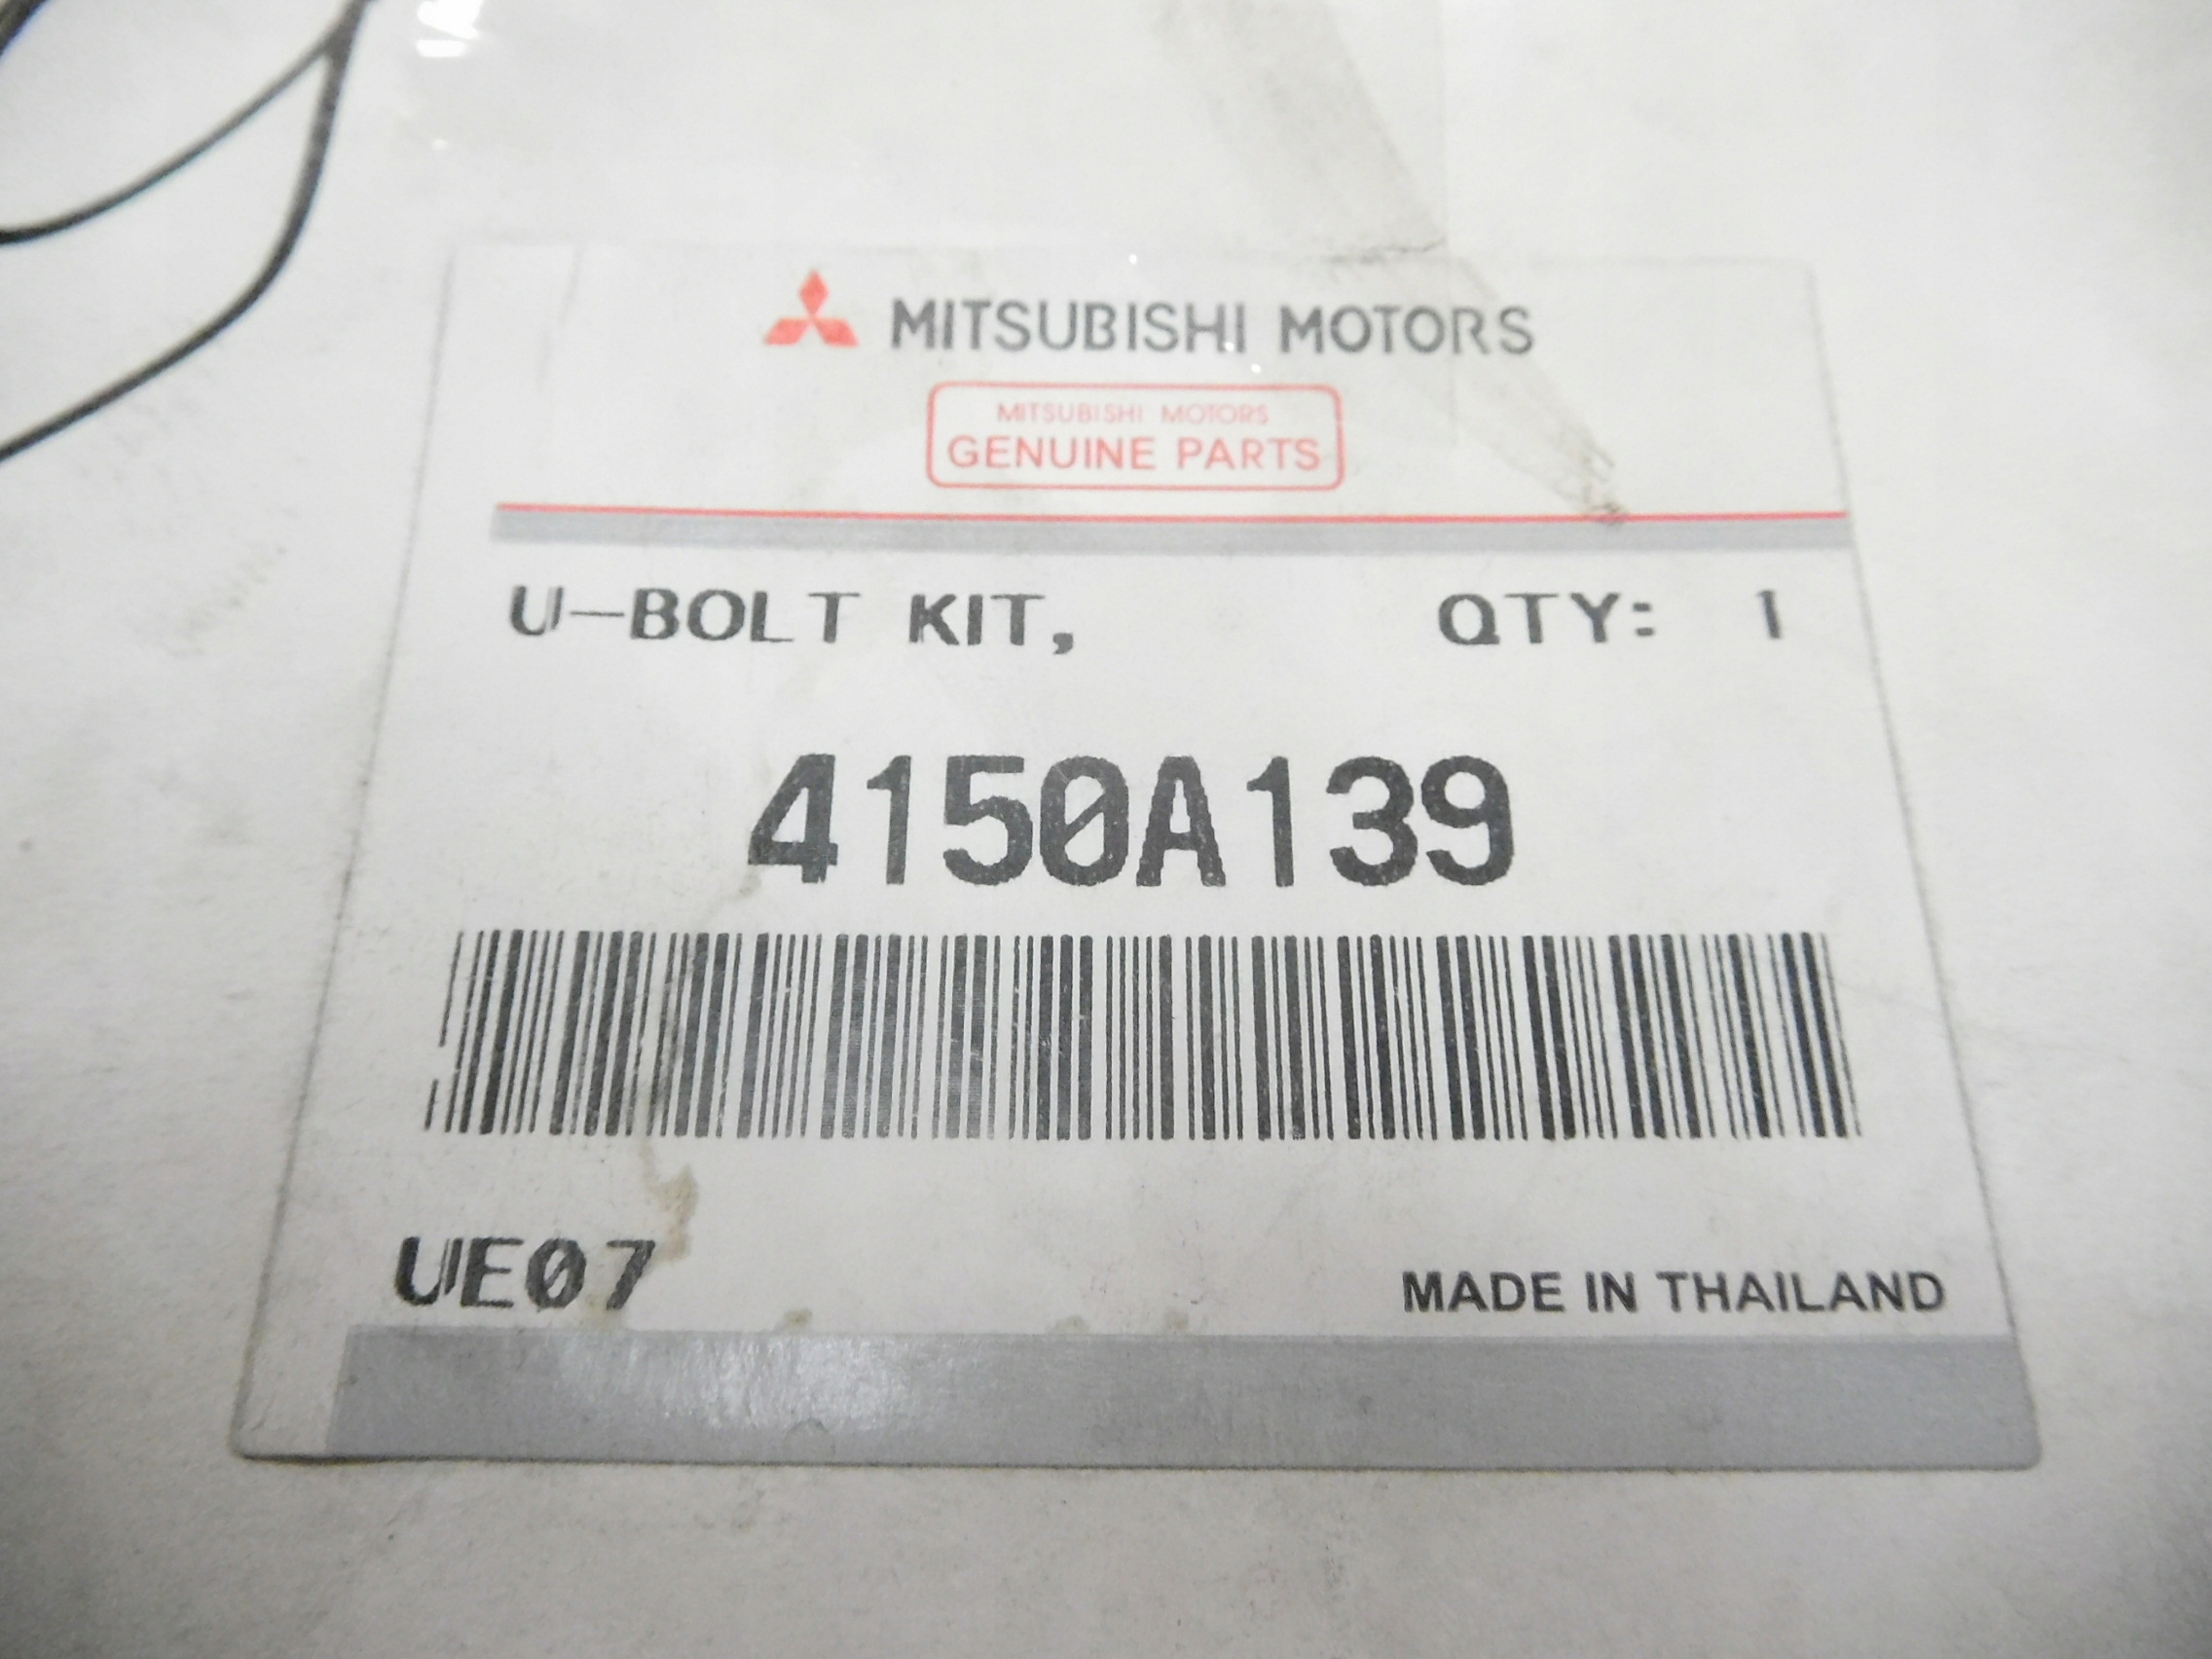 MITSUBISHI MOTORS
MITSUBISHI MOTORS
GENUINE PARTS
U-BOLT KIT, QTY: 1
4150A139
UE07 MADE IN THAILAND